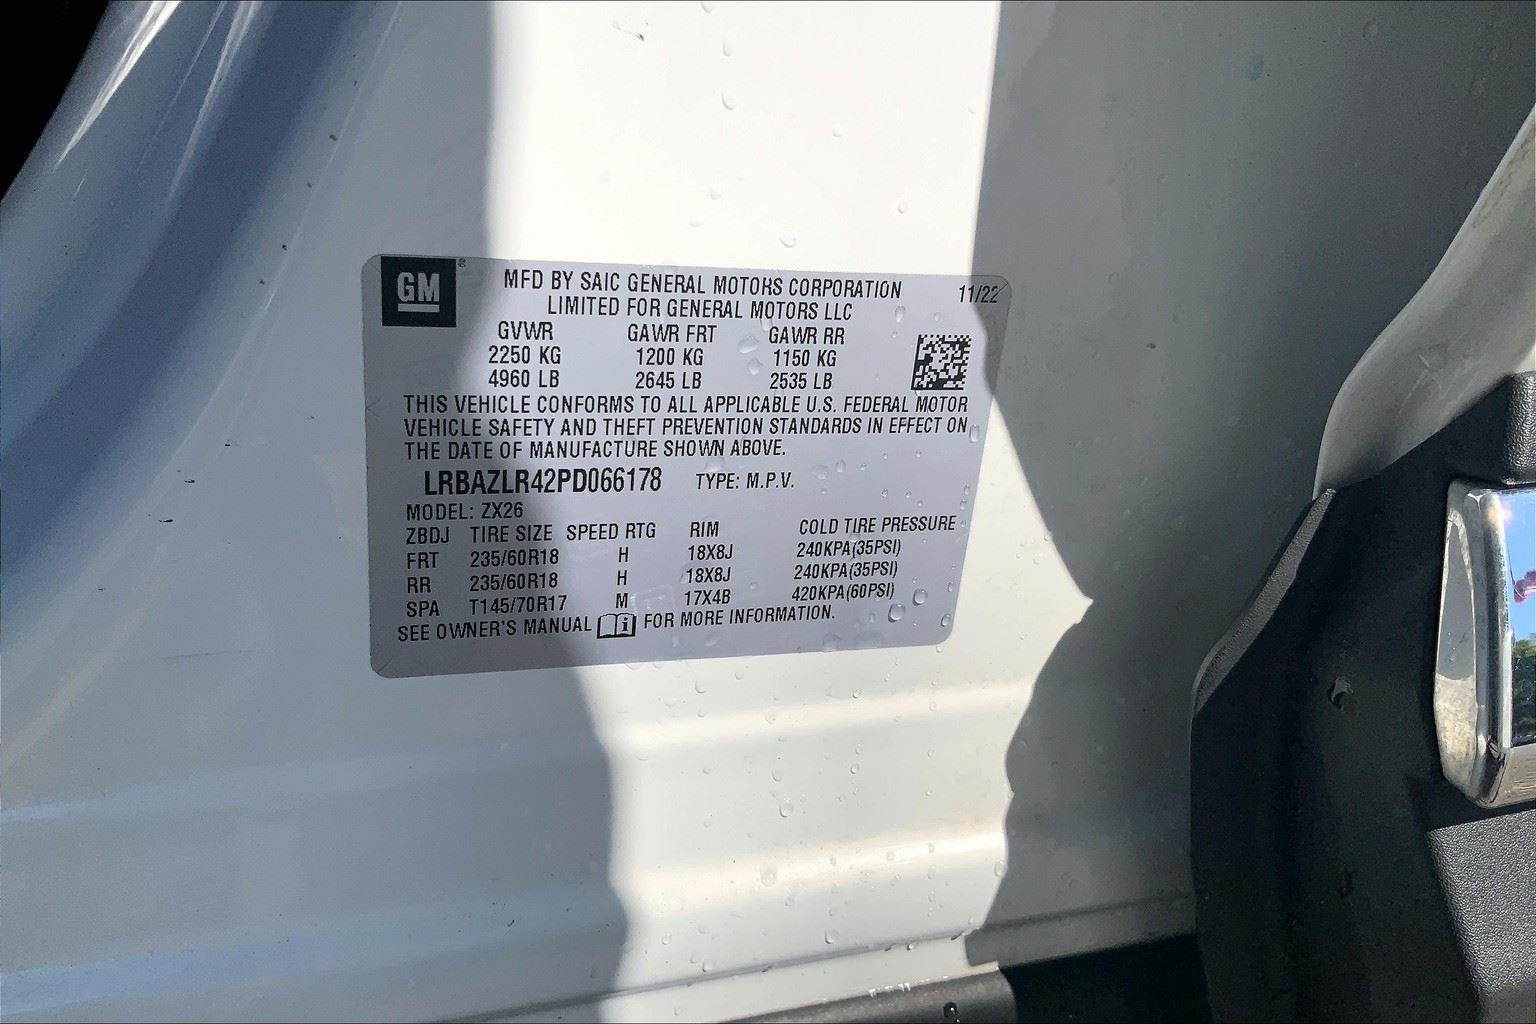 GM ®
MFD BY SAIC GENERAL MOTORS CORPORATION
LIMITED FOR GENERAL MOTORS LLC
11/22
GVWR GAWR FRT GAWR RR
2250 KG 1200 KG 1150 KG
4960 LB 2645 LB 2535 LB
THIS VEHICLE CONFORMS TO ALL APPLICABLE U.S. FEDERAL MOTOR
VEHICLE SAFETY AND THEFT PREVENTION STANDARDS IN EFFECT ON
THE DATE OF MANUFACTURE SHOWN ABOVE.
LRBAZLR42PD066178 TYPE: M.P.V.
MODEL: ZX26
ZBDJ TIRE SIZE SPEED RTG RIM COLD TIRE PRESSURE
FRT 235/60R18 H 18X8J 240KPA(35PSI)
RR 235/60R18 H 18X8J 240KPA(35PSI)
SPA T145/70R17 M 17X4B 420KPA(60PSI)
SEE OWNER'S MANUAL i FOR MORE INFORMATION.